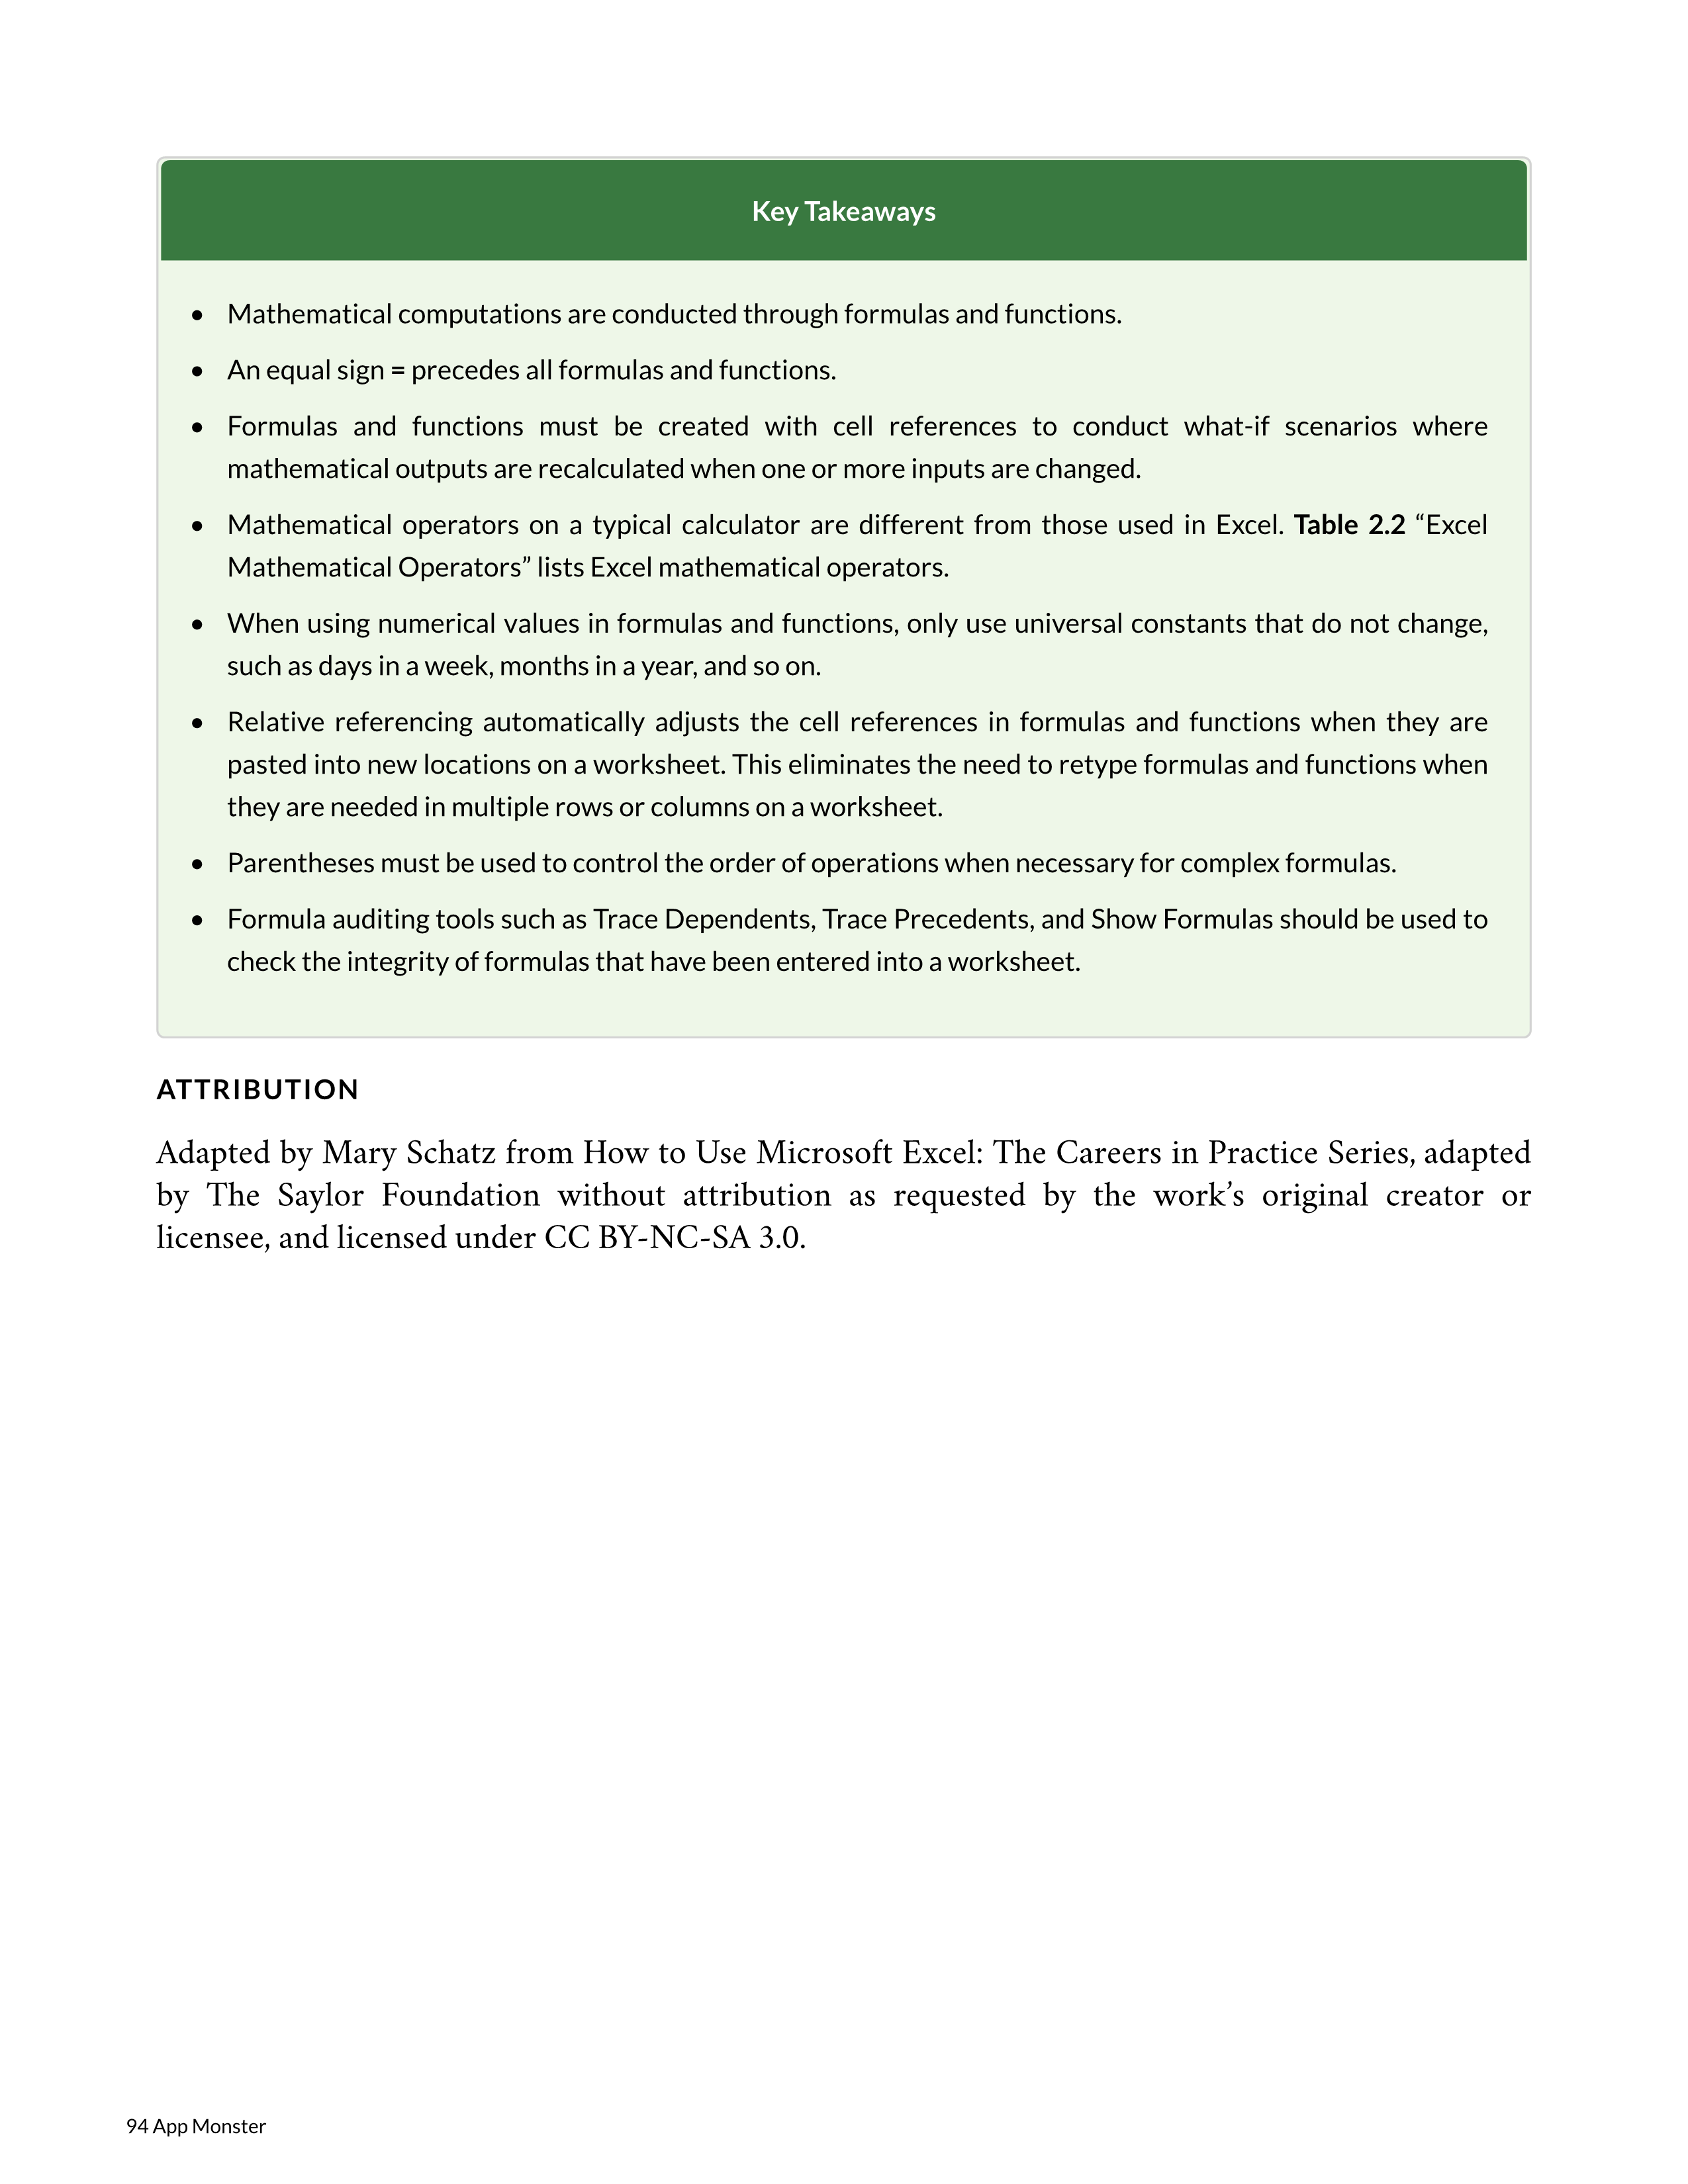 Key Takeaways
• Mathematical computations are conducted through formulas and functions.
• An equal sign = precedes all formulas and functions.
• Formulas and functions must be created with cell references to conduct what-if scenarios where
mathematical outputs are recalculated when one or more inputs are changed.
• Mathematical operators on a typical calculator are different from those used in Excel. Table 2.2 “Excel
Mathematical Operators” lists Excel mathematical operators.
• When using numerical values in formulas and functions, only use universal constants that do not change,
such as days in a week, months in a year, and so on.
• Relative referencing automatically adjusts the cell references in formulas and functions when they are
pasted into new locations on a worksheet. This eliminates the need to retype formulas and functions when
they are needed in multiple rows or columns on a worksheet.
• Parentheses must be used to control the order of operations when necessary for complex formulas.
• Formula auditing tools such as Trace Dependents, Trace Precedents, and Show Formulas should be used to
check the integrity of formulas that have been entered into a worksheet.
ATTRIBUTION
Adapted by Mary Schatz from How to Use Microsoft Excel: The Careers in Practice Series, adapted
by The Saylor Foundation without attribution as requested by the work’s original creator or
licensee, and licensed under CC BY-NC-SA 3.0.
94 App Monster